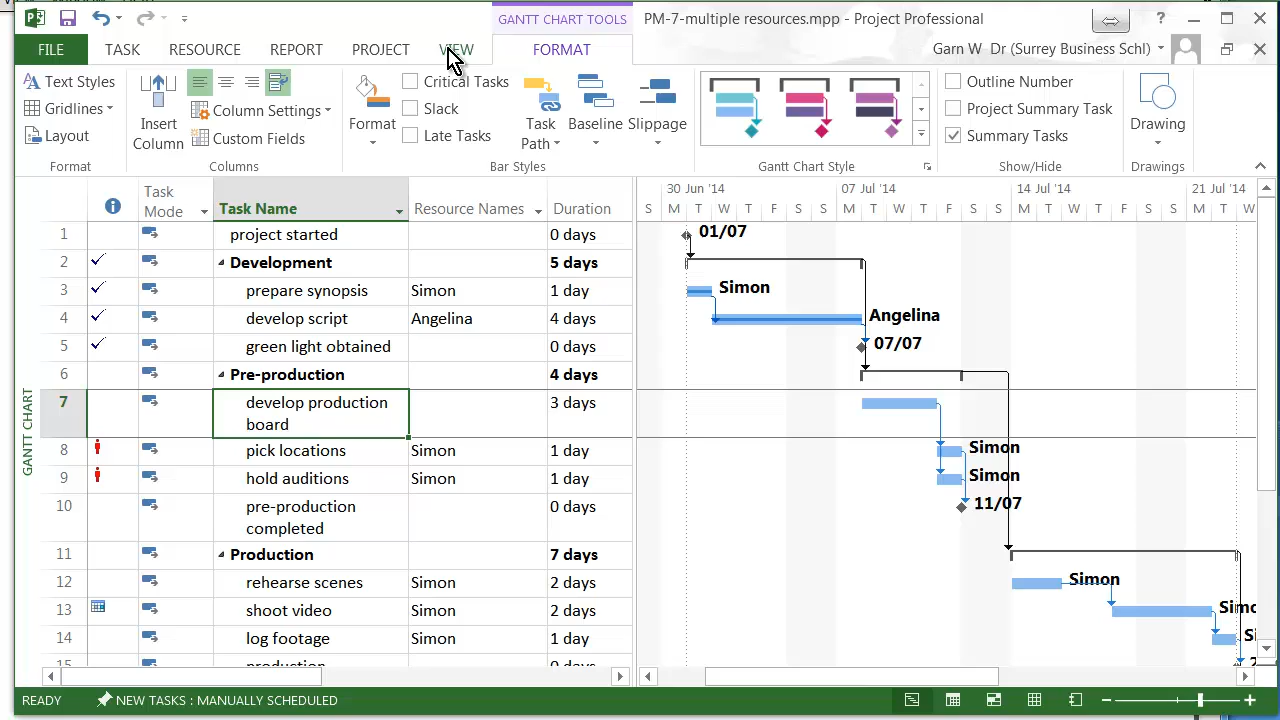 GANTT CHART TOOLS
PM-7-multiple resources.mpp - Project Professional
FILE TASK RESOURCE REPORT PROJECT VIEW FORMAT
Garn W Dr (Surrey Business Schl)
Text Styles
Gridlines
Layout
Format
Insert Column
Column Settings
Custom Fields
Columns
Format
Critical Tasks
Slack
Late Tasks
Task Path
Baseline
Slippage
Bar Styles
Gantt Chart Style
Outline Number
Project Summary Task
Summary Tasks
Show/Hide
Drawing
Drawings
Task Mode Task Name Resource Names Duration
30 Jun '14 07 Jul '14 14 Jul '14 21 Jul '14
S M T W T F S S M T W T F S S M T W T F S S M T W
1 project started 0 days
01/07
2 Development 5 days
3 prepare synopsis Simon 1 day
Simon
4 develop script Angelina 4 days
Angelina
5 green light obtained 0 days
07/07
6 Pre-production 4 days
7 develop production board 3 days
8 pick locations Simon 1 day
Simon
9 hold auditions Simon 1 day
Simon
10 pre-production completed 0 days
11/07
11 Production 7 days
12 rehearse scenes Simon 2 days
Simon
13 shoot video Simon 2 days
14 log footage Simon 1 day
GANTT CHART
READY NEW TASKS : MANUALLY SCHEDULED